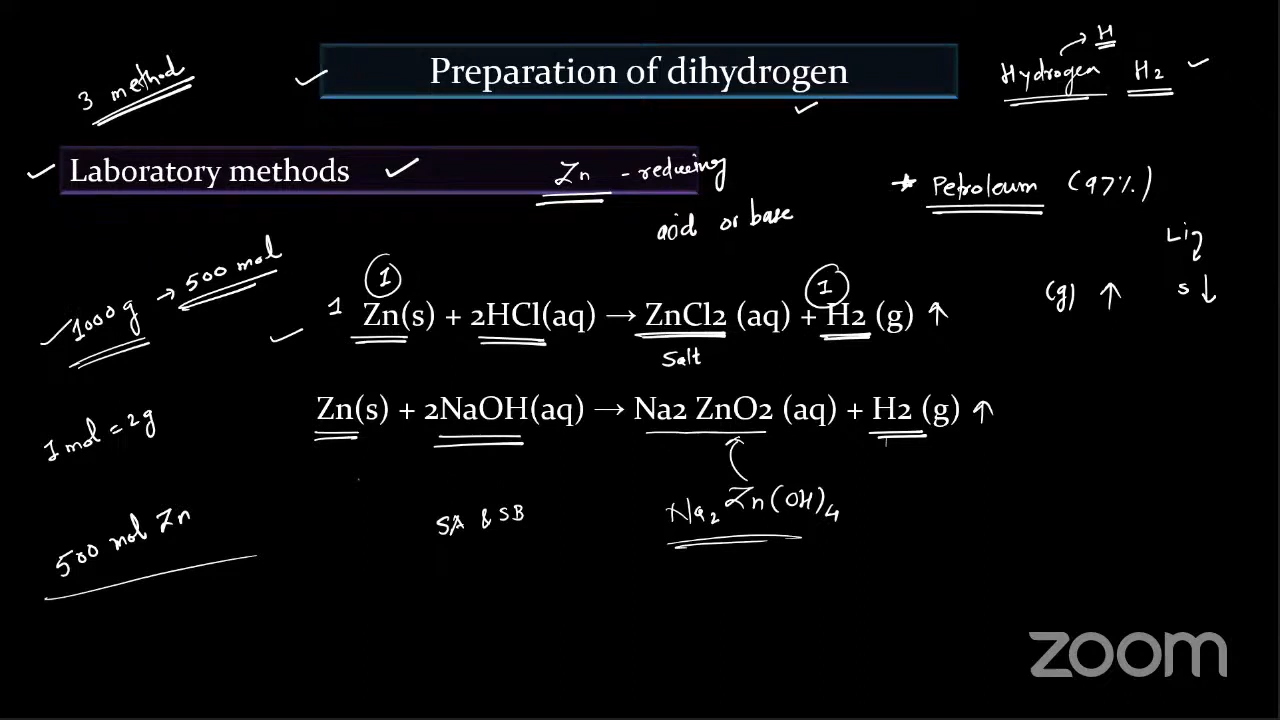 H
3 method
Preparation of dihydrogen
Hydrogen H2
Laboratory methods
Zn - reducing
* Petroleum (97%)
acid or base
Liq
1000 g → 500 mol
(g) ↑ s ↓
1 1
1 Zn(s) + 2HCl(aq) → ZnCl2 (aq) + H2 (g) ↑
Salt
Zn(s) + 2NaOH(aq) → Na2 ZnO2 (aq) + H2 (g) ↑
1 mol = 2g
Na2 Zn(OH)4
SA & SB
500 mol Zn
zoom